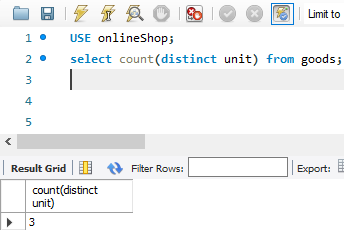 Limit to
1 USE onlineShop;
2 select count(distinct unit) from goods;
3
4
5
Result Grid Filter Rows: Export:
count(distinct
unit)
3